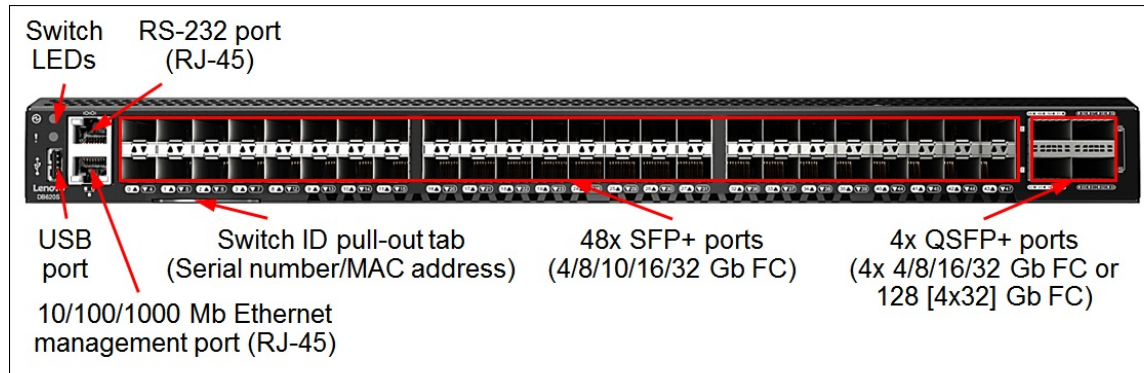 Switch
LEDs
RS-232 port
(RJ-45)
Lenovo
DB620S
USB
port
Switch ID pull-out tab
(Serial number/MAC address)
48x SFP+ ports
(4/8/10/16/32 Gb FC)
4x QSFP+ ports
(4x 4/8/16/32 Gb FC or
128 [4x32] Gb FC)
10/100/1000 Mb Ethernet
management port (RJ-45)